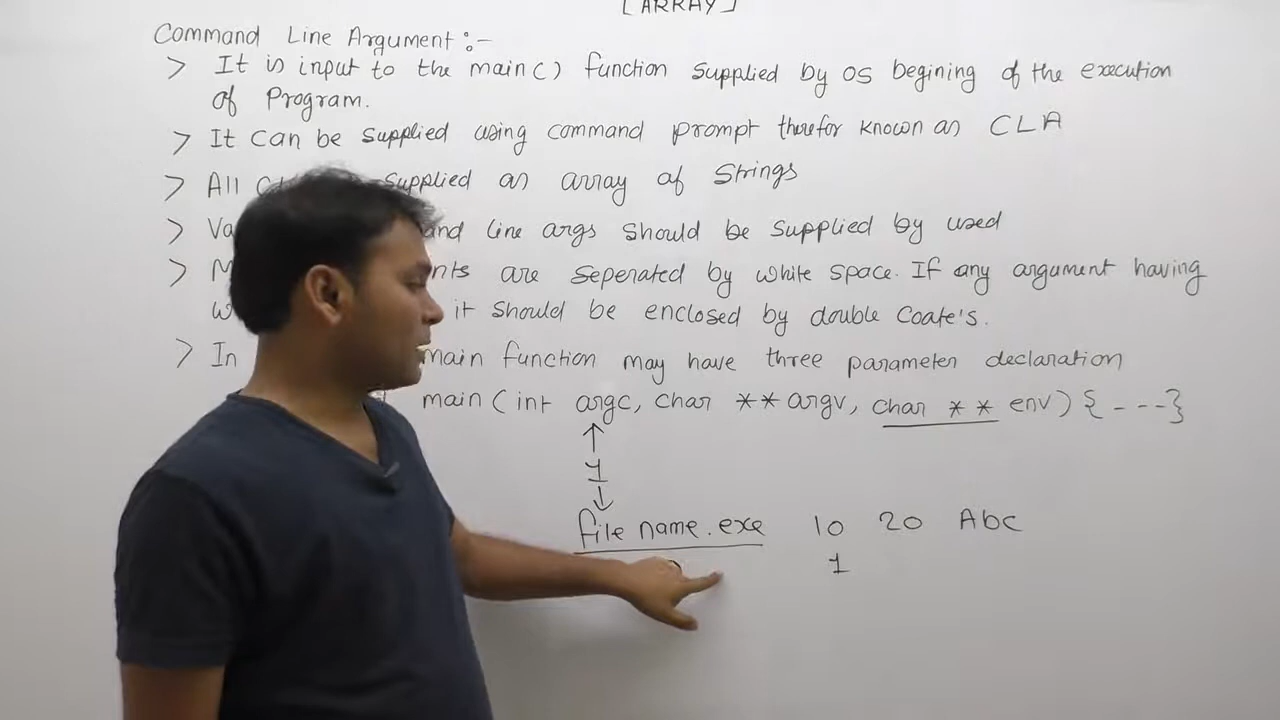 [ARRAY]
Command Line Argument :-
> It is input to the main() function supplied by OS begining of the execution
of Program.
> It can be supplied using command prompt therefor known as CLA
> All supplied as array of Strings
> line args should be supplied by used
> are seperated by white space. If any argument having
it should be enclosed by double Coate's.
> In main function may have three parameter declaration
main (int argc, char ** argv, char ** env) { - - - }
1
file name.exe 10 20 Abc
1